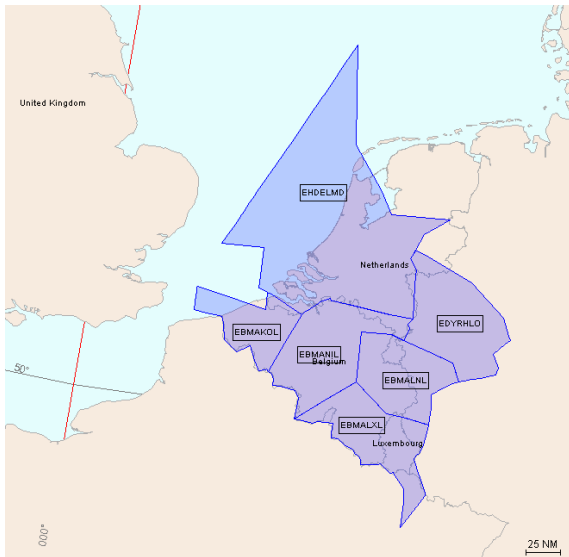 United Kingdom
EHDELMD
Netherlands
EDYRHLO
EBMAKOL
EBMANIL
Belgium
EBMALNL
EBMALXL
Luxembourg
50°
000°
25 NM